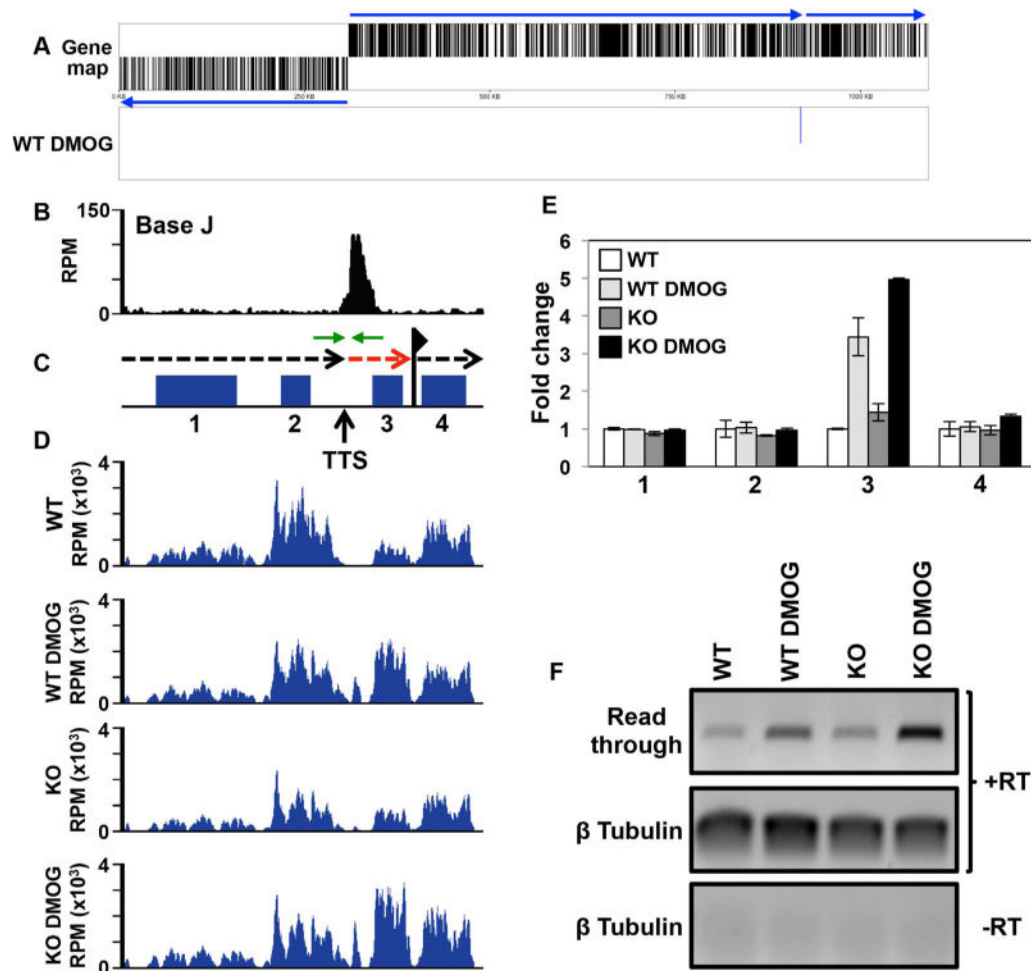 A
Gene
map
0 KB
250 KB
500 KB
750 KB
1000 KB
WT DMOG
B
150
Base J
RPM
0
C
1
2
3
4
TTS
D
4
WT
RPM (x10³)
0
4
WT DMOG
RPM (x10³)
0
4
KO
RPM (x10³)
0
4
KO DMOG
RPM (x10³)
0
E
6
5
4
3
2
1
0
Fold change
WT
WT DMOG
KO
KO DMOG
1
2
3
4
F
WT
WT DMOG
KO
KO DMOG
Read
through
β Tubulin
+RT
β Tubulin
-RT